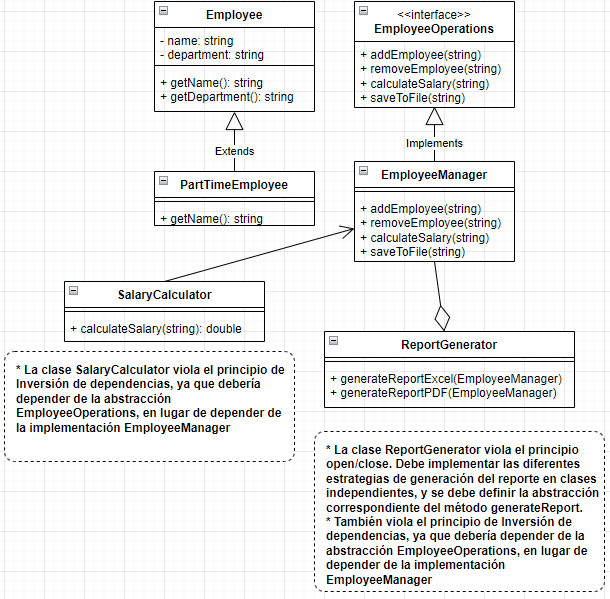 Employee
- name: string
- department: string
+ getName(): string
+ getDepartment(): string
<<interface>>
EmployeeOperations
+ addEmployee(string)
+ removeEmployee(string)
+ calculateSalary(string)
+ saveToFile(string)
Extends
Implements
PartTimeEmployee
+ getName(): string
EmployeeManager
+ addEmployee(string)
+ removeEmployee(string)
+ calculateSalary(string)
+ saveToFile(string)
SalaryCalculator
+ calculateSalary(string): double
ReportGenerator
+ generateReportExcel(EmployeeManager)
+ generateReportPDF(EmployeeManager)
* La clase SalaryCalculator viola el principio de
Inversión de dependencias, ya que debería
depender de la abstracción
EmployeeOperations, en lugar de depender de
la implementación EmployeeManager
* La clase ReportGenerator viola el principio
open/close. Debe implementar las diferentes
estrategias de generación del reporte en clases
independientes, y se debe definir la abstracción
correspondiente del método generateReport.
* También viola el principio de Inversión de
dependencias, ya que debería depender de la
abstracción EmployeeOperations, en lugar de
depender de la implementación
EmployeeManager